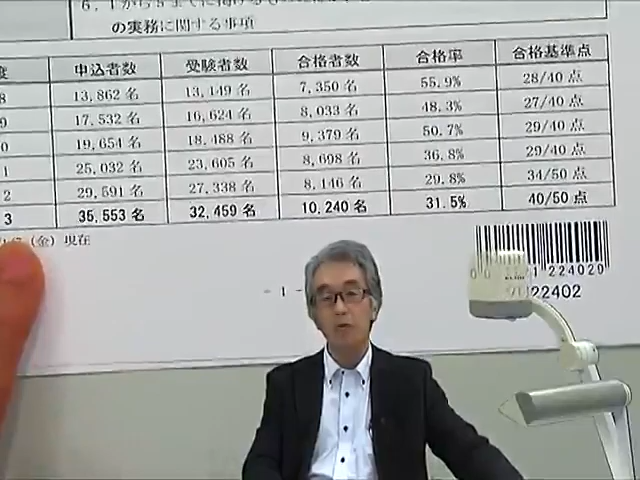 の実務に関する事項
度 申込者数 受験者数 合格者数 合格率 合格基準点
8 13,862 名 13,149 名 7,350 名 55.9% 28/40 点
9 17,532 名 16,624 名 8,033 名 48.3% 27/40 点
0 19,654 名 18,488 名 9,379 名 50.7% 29/40 点
1 25,032 名 23,605 名 8,698 名 36.8% 29/40 点
2 29,591 名 27,338 名 8,146 名 29.8% 34/50 点
3 35,553 名 32,459 名 10,240 名 31.5% 40/50 点
(金) 現在
- 1 -
1 224020
22402